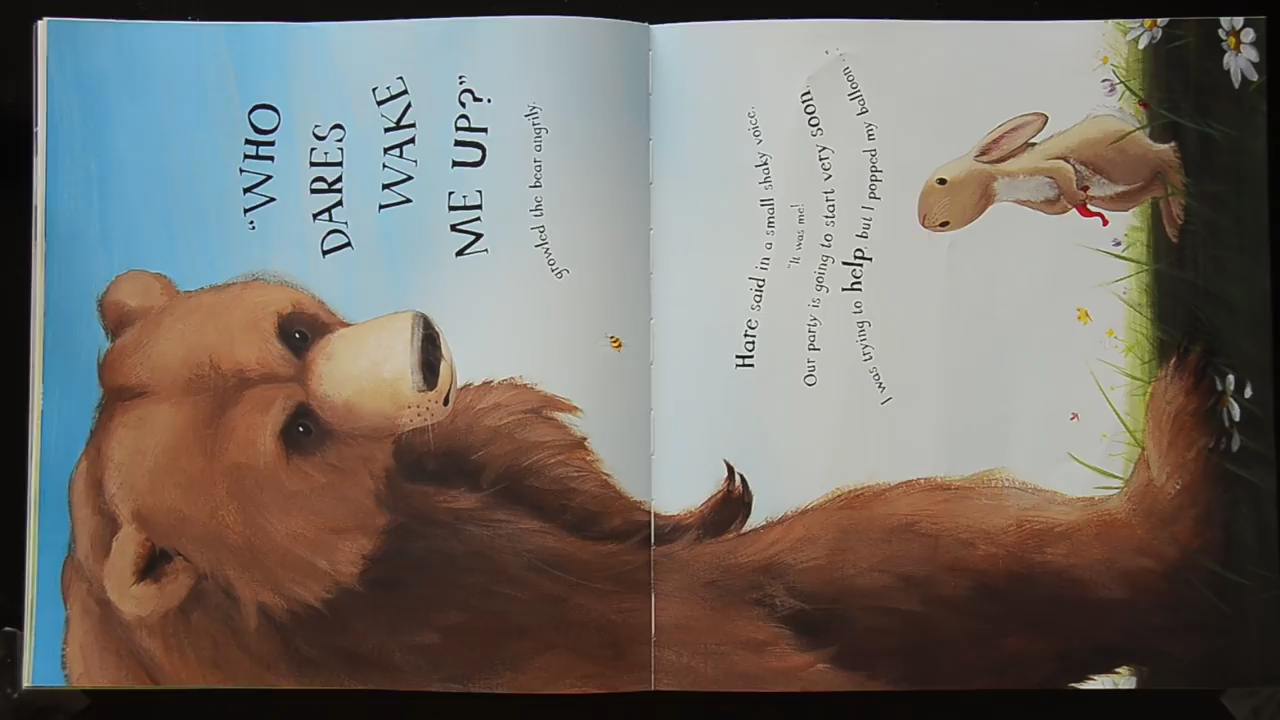 "WHO
DARES
WAKE
ME UP?"
growled the bear angrily.
Hare said in a small shaky voice,
"It was me!
Our party is going to start very soon.
I was trying to help, but I popped my balloon..."